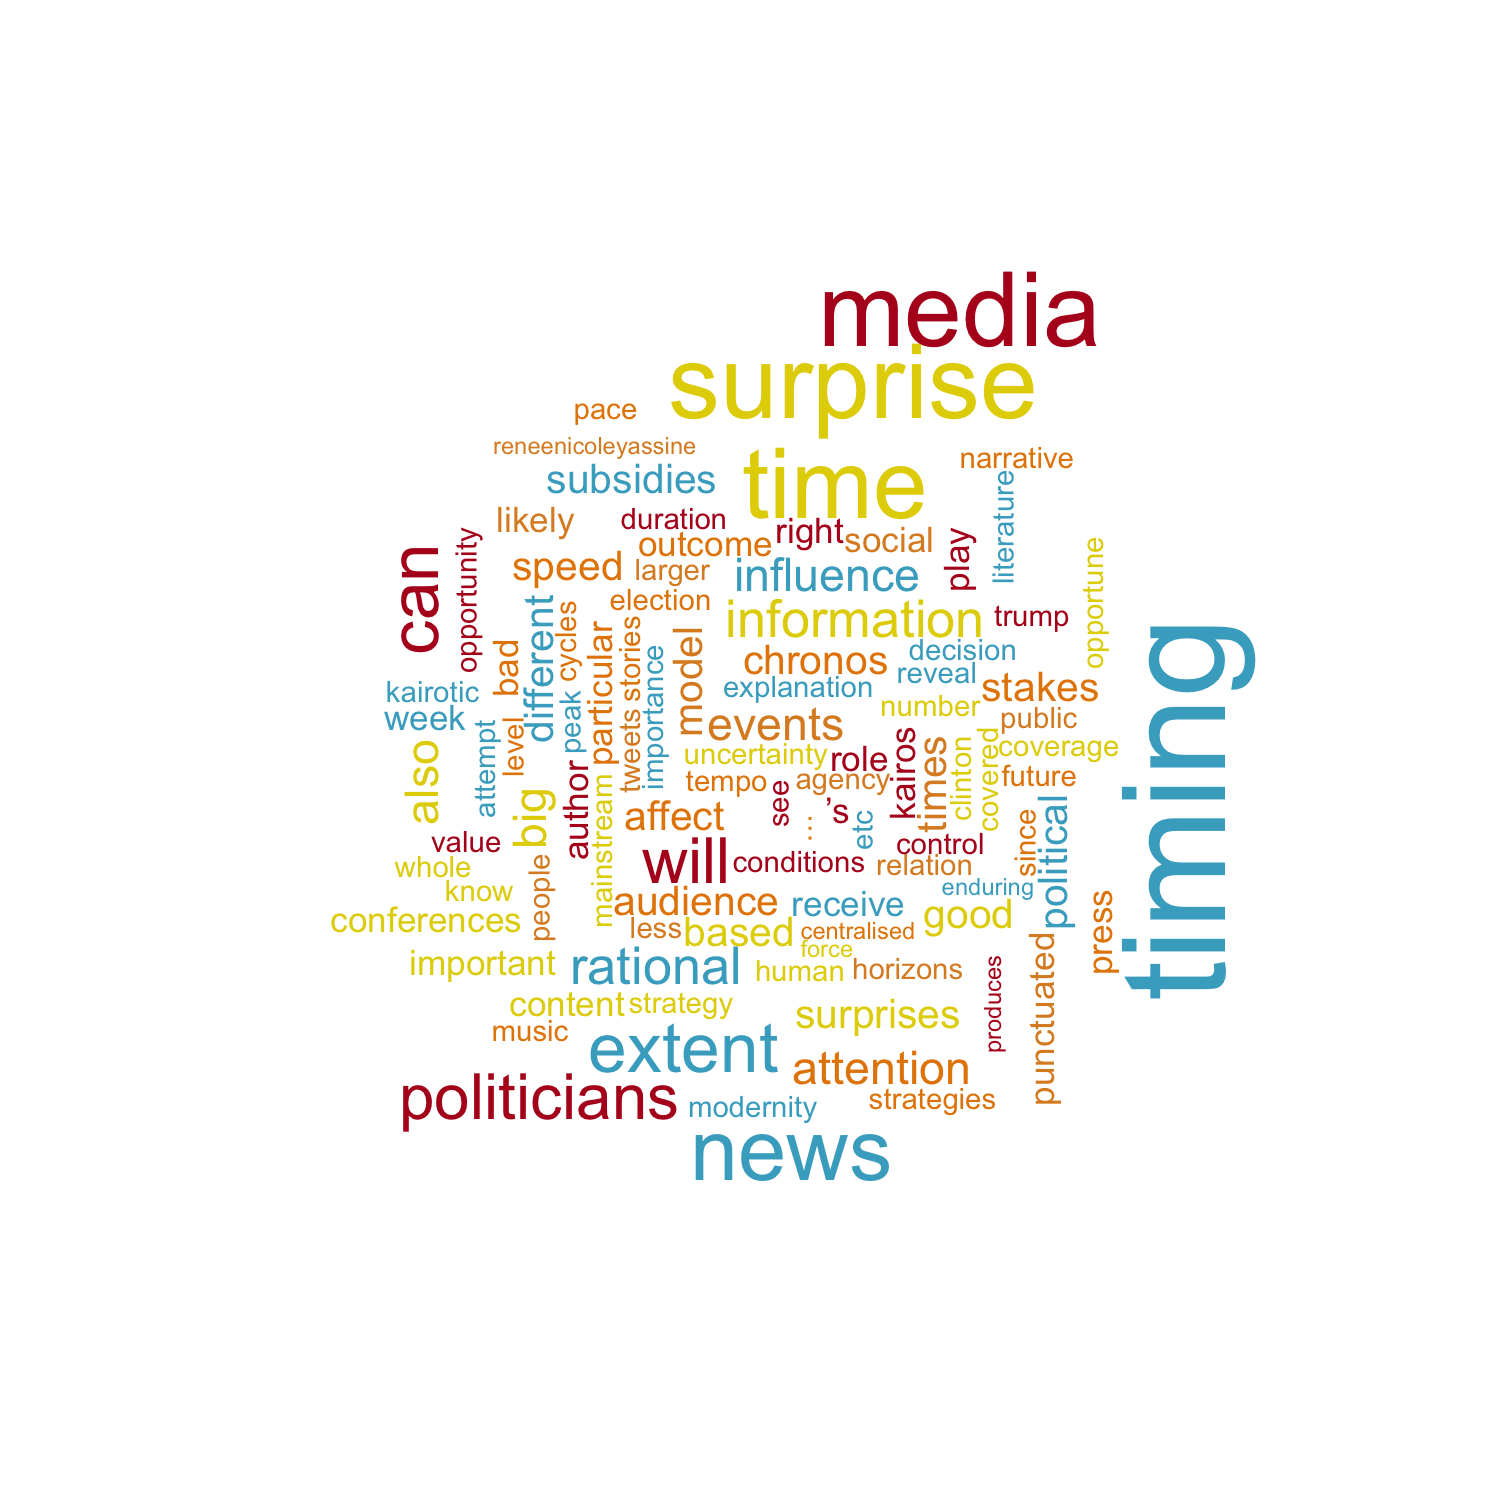 media
surprise
pace
reneenicoleyassine
time
narrative
subsidies
literature
likely
duration
right
social
play
outcome
can
opportunity
speed
larger
influence
opportune
election
information
trump
different
cycles
particular
tweets
stories
importance
model
chronos
decision
bad
explanation
reveal
stakes
timing
kairotic
week
peak
number
public
events
attempt
level
uncertainty
role
kairos
times
clinton
covered
coverage
also
tempo
agency
future
big
author
mainstream
affect
see
...
's
etc
control
since
political
value
will
conditions
relation
whole
know
people
enduring
audience
receive
good
press
conferences
less
based
centralised
force
punctuated
important
rational
human
horizons
produces
content
strategy
surprises
music
extent
attention
politicians
modernity
strategies
news